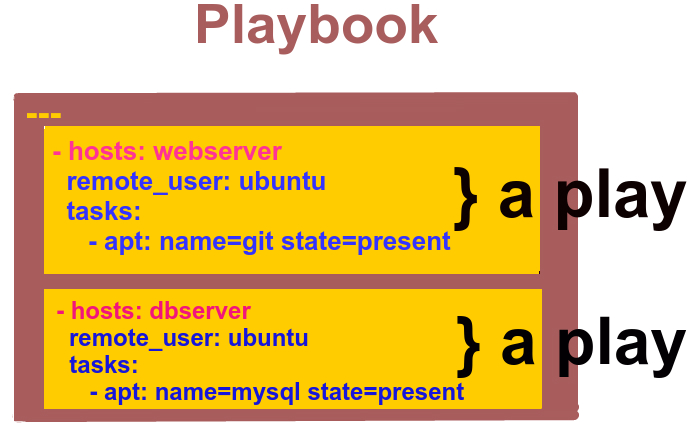 Playbook
---
- hosts: webserver
remote_user: ubuntu
tasks:
- apt: name=git state=present
} a play
- hosts: dbserver
remote_user: ubuntu
tasks:
- apt: name=mysql state=present
} a play